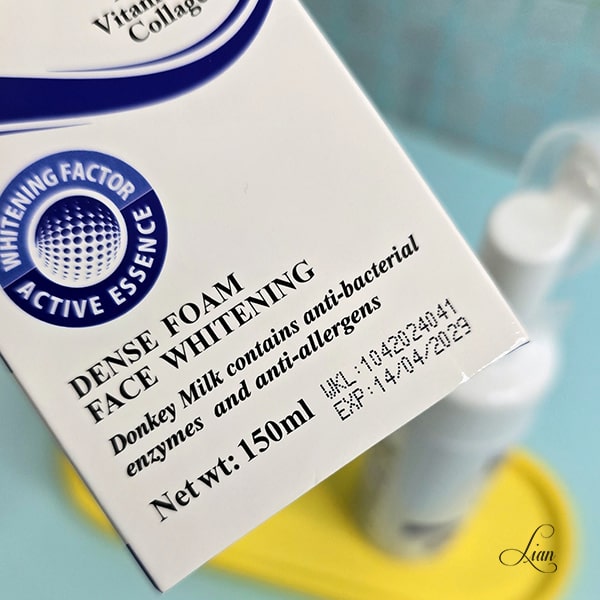 Collage
WHITENING FACTOR
ACTIVE ESSENCE
DENSE FOAM
FACE WHITENING
Donkey Milk contains anti-bacterial
enzymes and anti-allergens
Net wt: 150ml
WKL:1042024041
EXP:14/04/2029
Lian